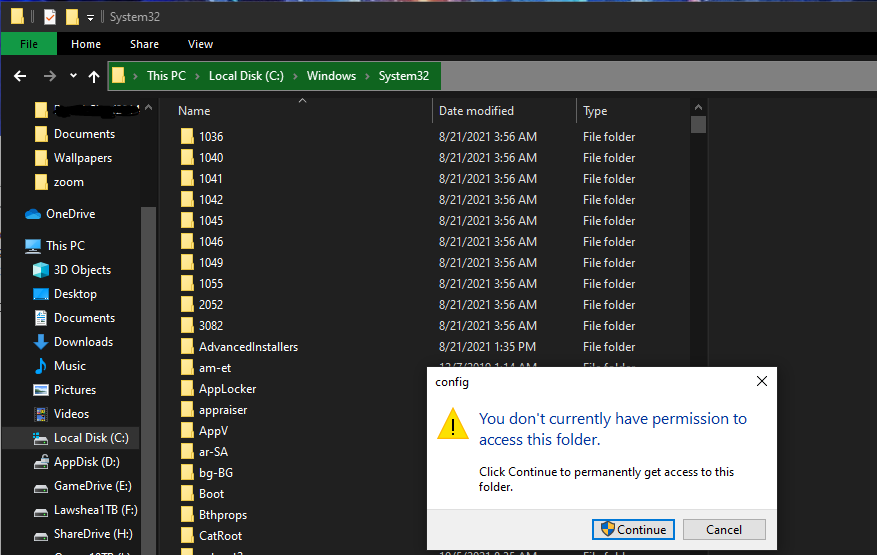 System32
File Home Share View
This PC > Local Disk (C:) > Windows > System32
Documents
Wallpapers
zoom
OneDrive
This PC
3D Objects
Desktop
Documents
Downloads
Music
Pictures
Videos
Local Disk (C:)
AppDisk (D:)
GameDrive (E:)
Lawshea1TB (F:)
ShareDrive (H:)
Name Date modified Type
1036 8/21/2021 3:56 AM File folder
1040 8/21/2021 3:56 AM File folder
1041 8/21/2021 3:56 AM File folder
1042 8/21/2021 3:56 AM File folder
1045 8/21/2021 3:56 AM File folder
1046 8/21/2021 3:56 AM File folder
1049 8/21/2021 3:56 AM File folder
1055 8/21/2021 3:56 AM File folder
2052 8/21/2021 3:56 AM File folder
3082 8/21/2021 3:56 AM File folder
AdvancedInstallers 8/21/2021 1:35 PM File folder
am-et File folder
AppLocker
appraiser
AppV
ar-SA
bg-BG
Boot
Bthprops
CatRoot
config
You don't currently have permission to
access this folder.
Click Continue to permanently get access to this
folder.
Continue Cancel